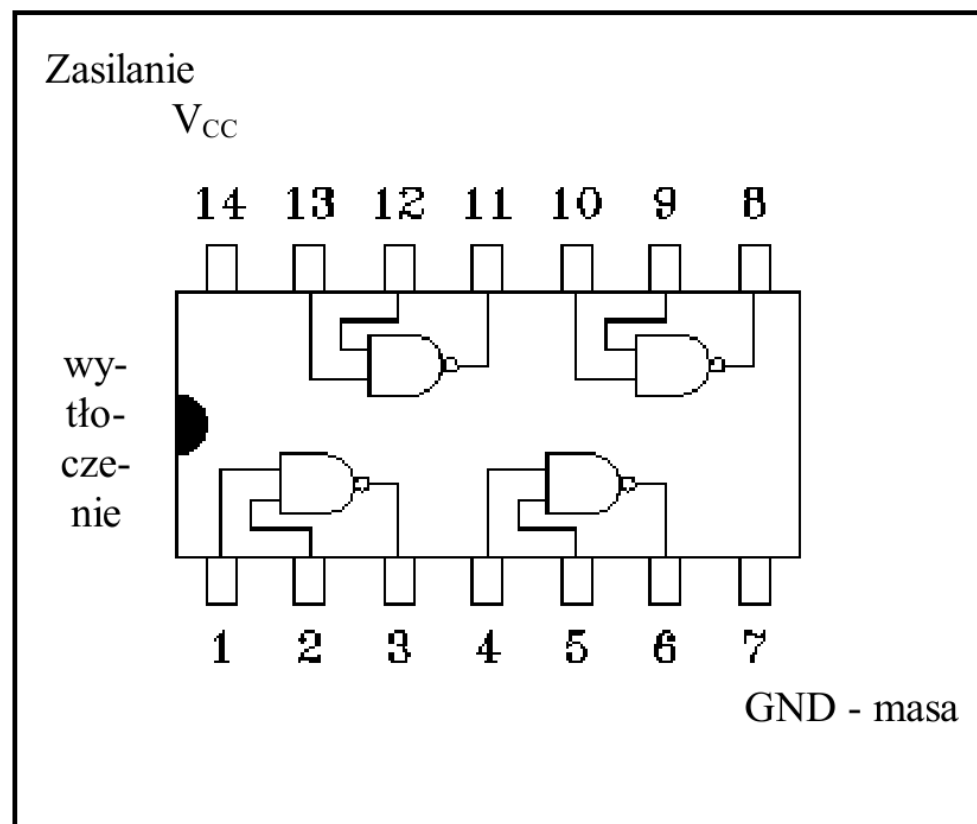 Zasilanie
V_CC
14 13 12 11 10 9 8
wy-
tło-
cze-
nie
1 2 3 4 5 6 7
GND - masa